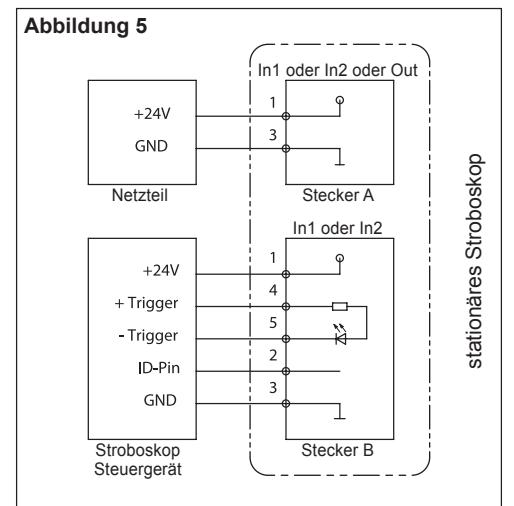 Abbildung 5
In1 oder In2 oder Out
+24V
1
GND
3
Netzteil
Stecker A
In1 oder In2
+24V
1
+ Trigger
4
- Trigger
5
ID-Pin
2
GND
3
Stroboskop
Steuergerät
Stecker B
stationäres Stroboskop